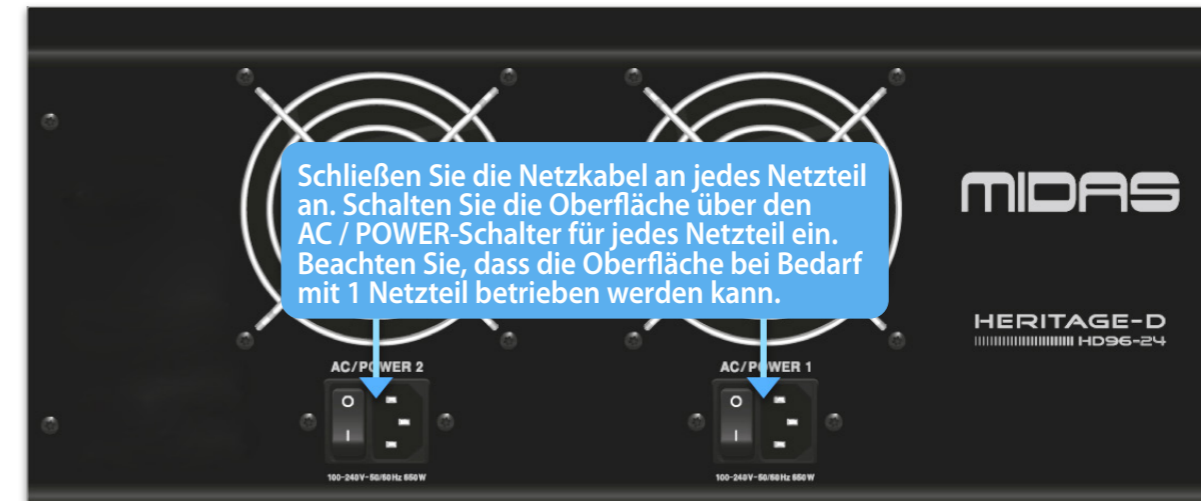 Schließen Sie die Netzkabel an jedes Netzteil
an. Schalten Sie die Oberfläche über den
AC / POWER-Schalter für jedes Netzteil ein.
Beachten Sie, dass die Oberfläche bei Bedarf
mit 1 Netzteil betrieben werden kann.
MIDAS
HERITAGE-D
HD96-24
AC/POWER 2
AC/POWER 1
O
I
O
I
100-240V~50/60Hz 650W
100-240V~50/60Hz 650W